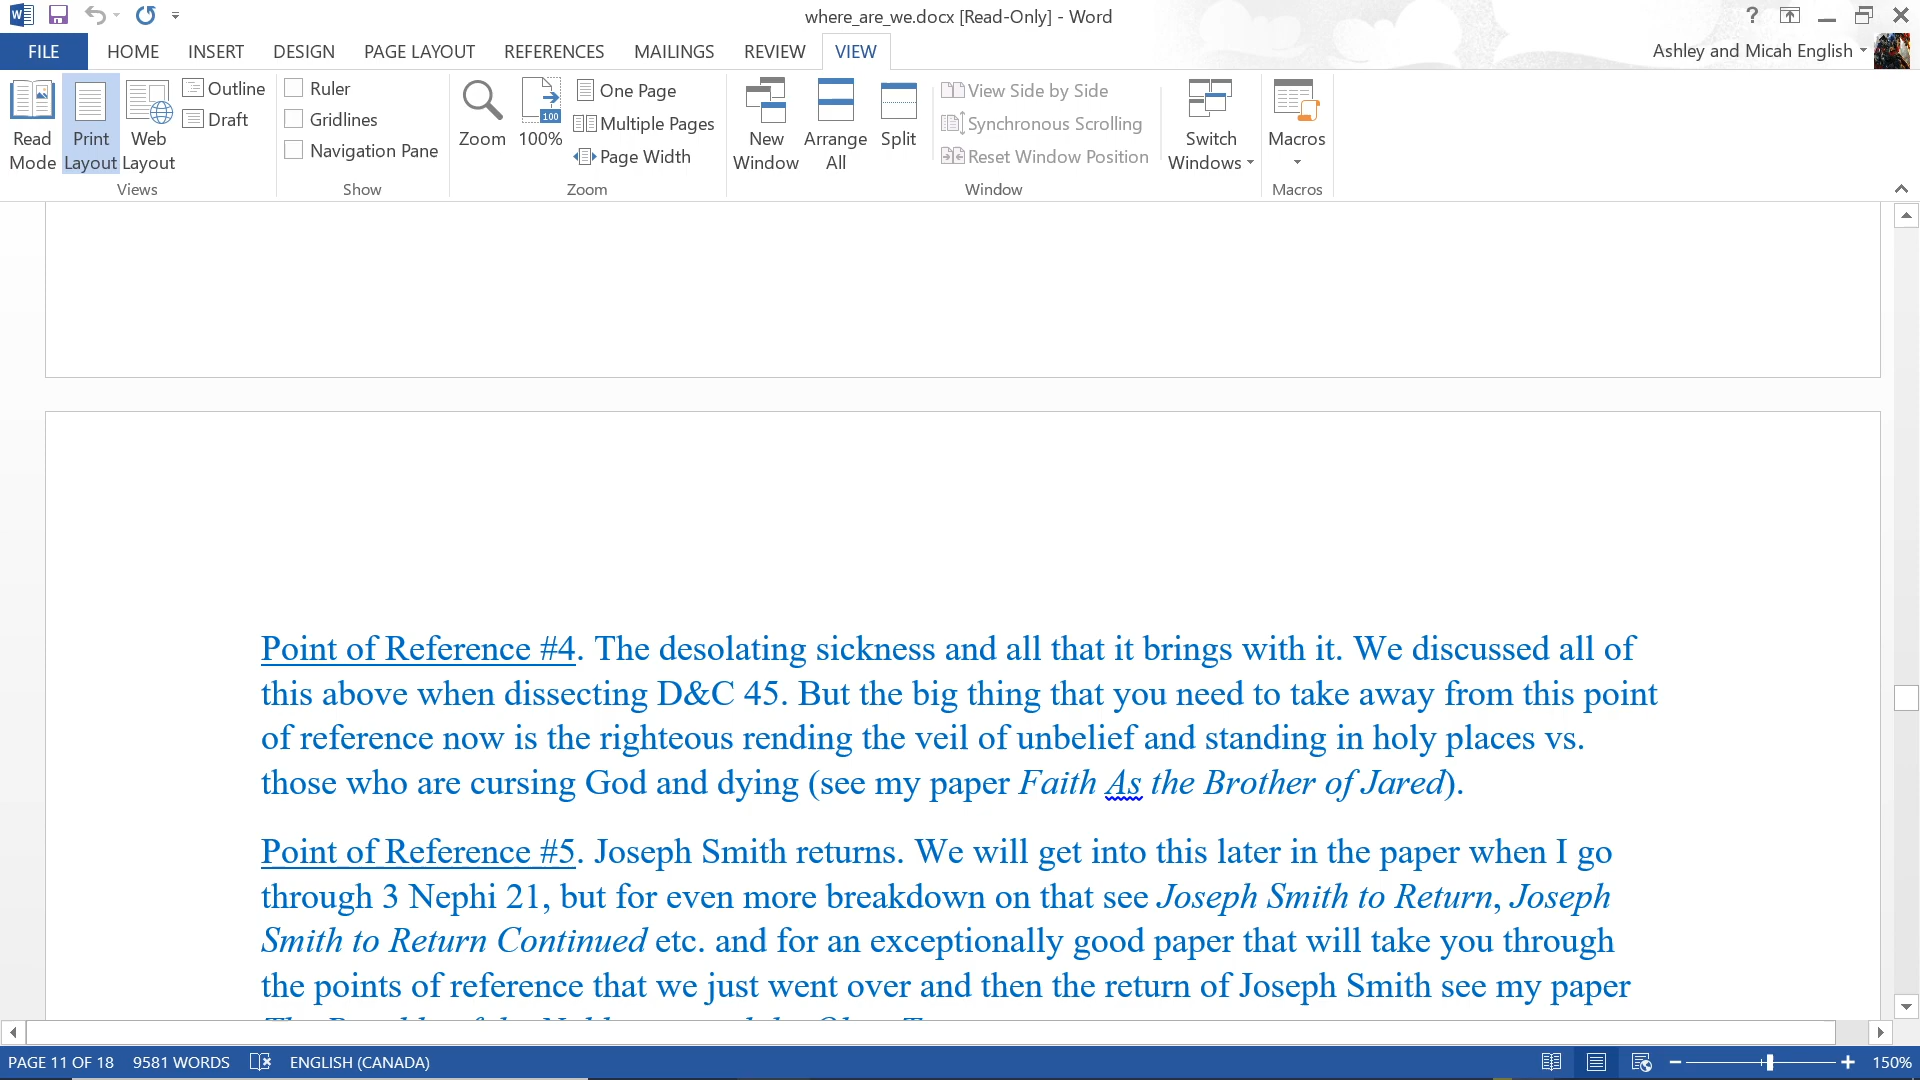 where_are_we.docx [Read-Only] - Word
?
FILE HOME INSERT DESIGN PAGE LAYOUT REFERENCES MAILINGS REVIEW VIEW
Ashley and Micah English
Read Mode
Print Layout
Web Layout
Outline
Draft
Views
Ruler
Gridlines
Navigation Pane
Show
Zoom
100
100%
One Page
Multiple Pages
Page Width
Zoom
New Window
Arrange All
Split
View Side by Side
Synchronous Scrolling
Reset Window Position
Window
Switch Windows
Macros
Macros
Point of Reference #4. The desolating sickness and all that it brings with it. We discussed all of
this above when dissecting D&C 45. But the big thing that you need to take away from this point
of reference now is the righteous rending the veil of unbelief and standing in holy places vs.
those who are cursing God and dying (see my paper Faith As the Brother of Jared).
Point of Reference #5. Joseph Smith returns. We will get into this later in the paper when I go
through 3 Nephi 21, but for even more breakdown on that see Joseph Smith to Return, Joseph
Smith to Return Continued etc. and for an exceptionally good paper that will take you through
the points of reference that we just went over and then the return of Joseph Smith see my paper
PAGE 11 OF 18 9581 WORDS ENGLISH (CANADA)
150%